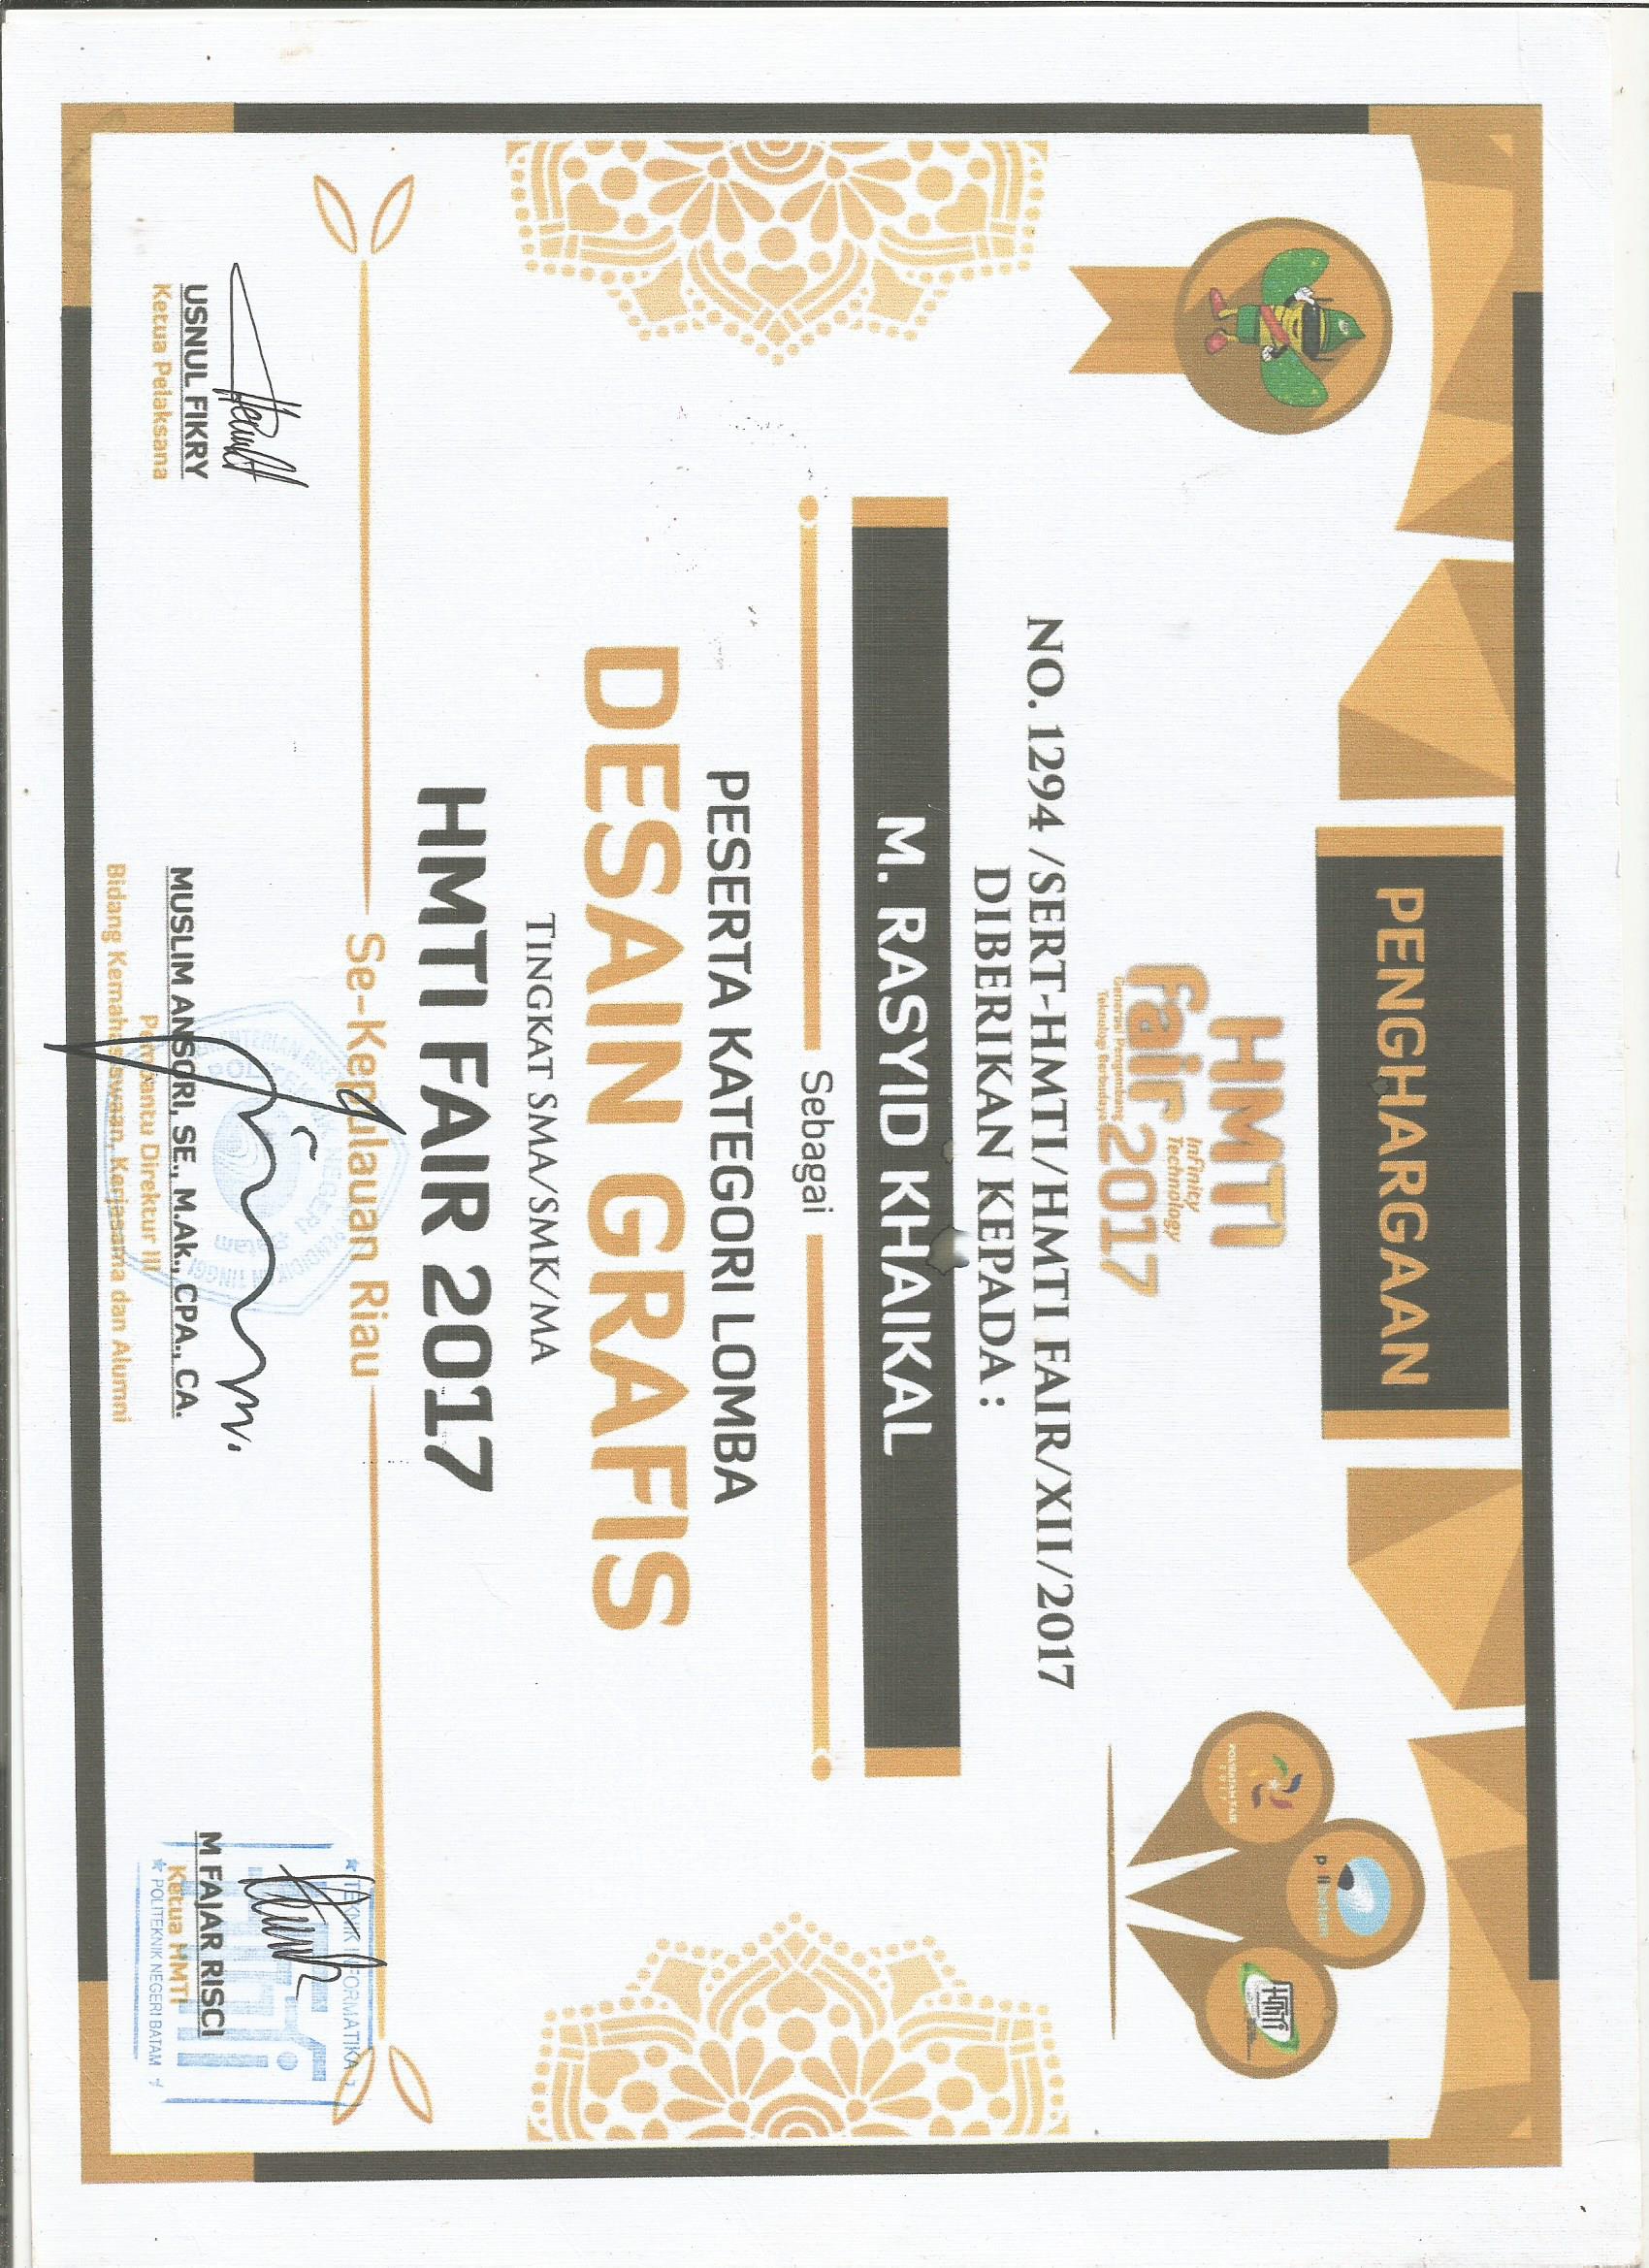 PENGHARGAAN
polibatam
POLIBATAM FAIR
2017
HMTI
HMTI
fair
Infinity
Technology
2017
Generasi Pengembang
Teknologi Berbudaya
NO. 1294 /SERT-HMTI/HMTI FAIR/XII/2017
DIBERIKAN KEPADA :
M. RASYID KHAIKAL
Sebagai
PESERTA KATEGORI LOMBA
DESAIN GRAFIS
TINGKAT SMA/SMK/MA
HMTI FAIR 2017
Se-Kepulauan Riau
TEKNIK INFORMATIKA
HMTI
USNUL FIKRY
Ketua Pelaksana
MUSLIM ANSORI, SE., M.Ak., CPA., CA.
Pembantu Direktur III
Bidang Kemahasiswaan, Kerjasama dan Alumni
M FAJAR RISCI
Ketua HMTI
POLITEKNIK NEGERI BATAM